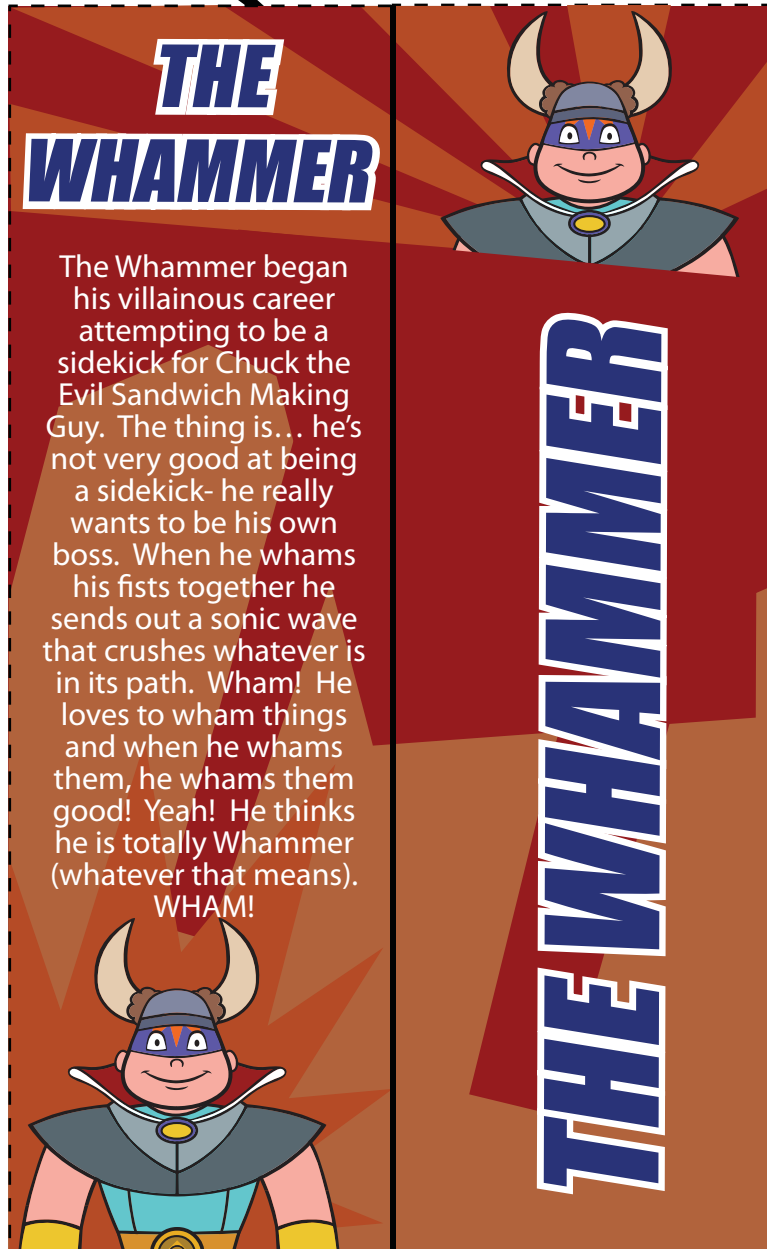 THE
WHAMMER
The Whammer began
his villainous career
attempting to be a
sidekick for Chuck the
Evil Sandwich Making
Guy.  The thing is… he’s
not very good at being
a sidekick- he really
wants to be his own
boss.  When he whams
his fists together he
sends out a sonic wave
that crushes whatever is
in its path.  Wham!  He
loves to wham things
and when he whams
them, he whams them
good!  Yeah!  He thinks
he is totally Whammer
(whatever that means).
WHAM!
THE WHAMMER